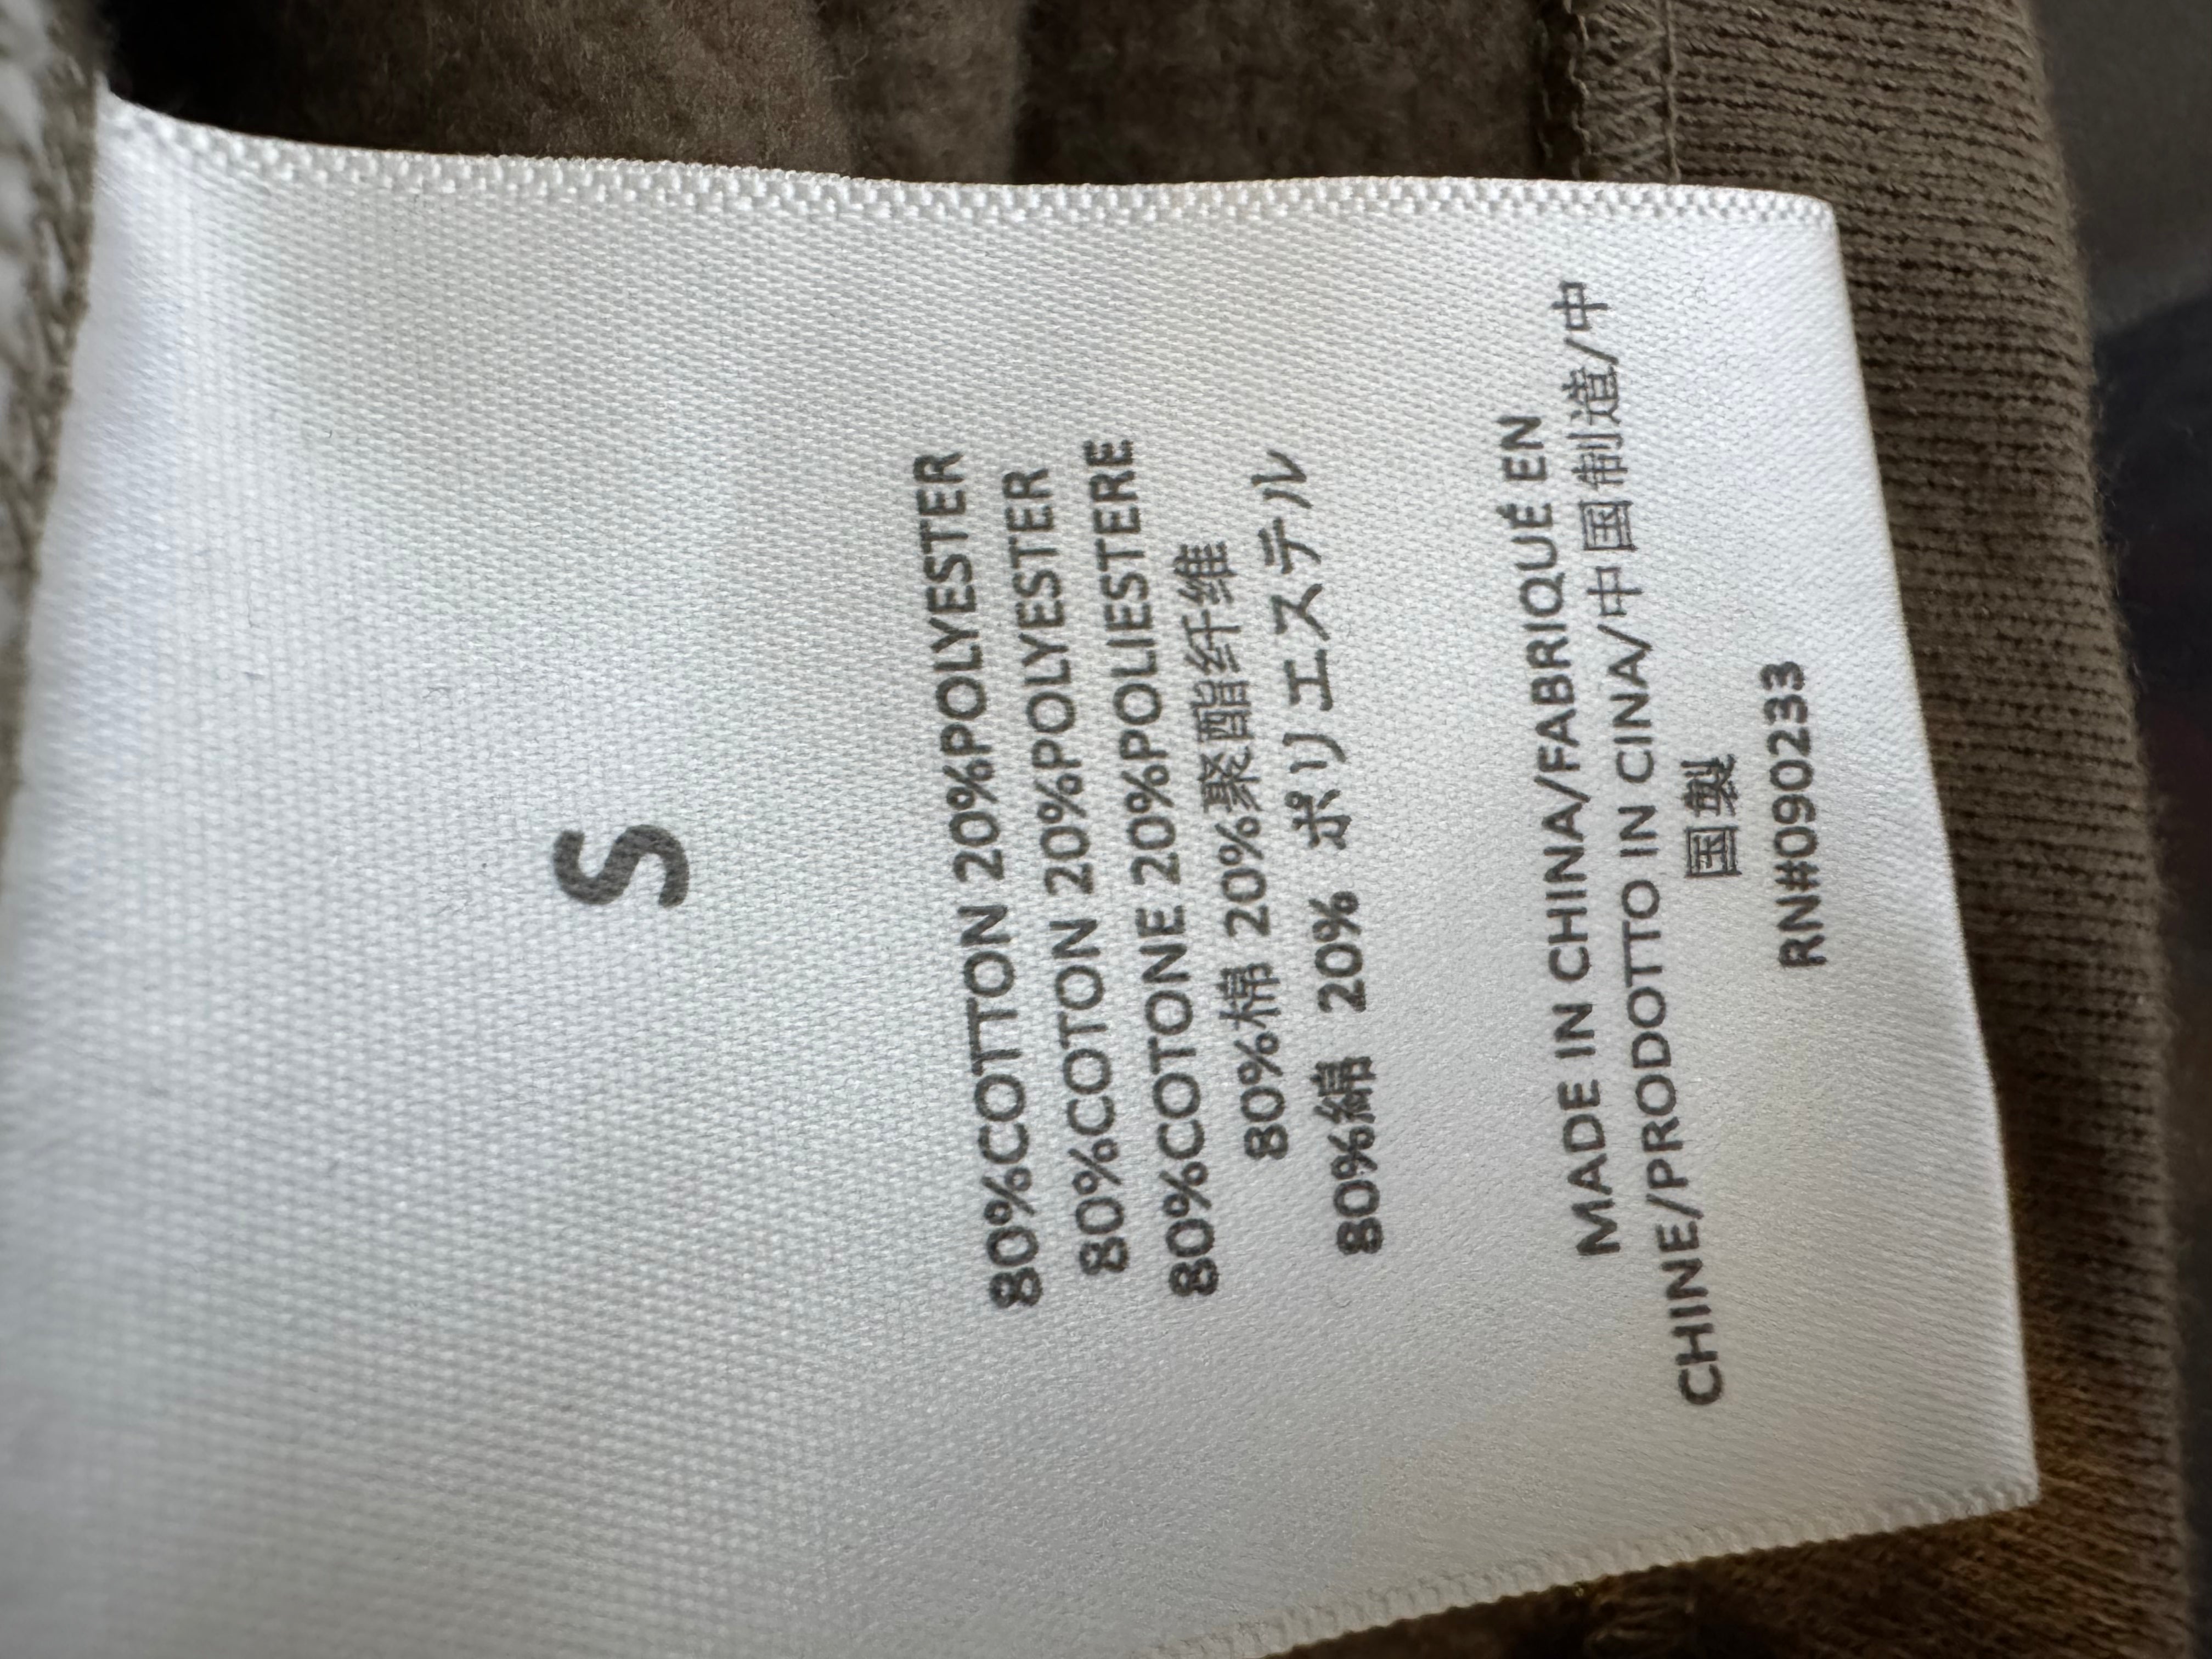 S
80%COTTON 20%POLYESTER
80%COTON 20%POLYESTER
80%COTONE 20%POLIESTERE
80%棉 20%聚酯纤维
80%綿 20% ポリエステル
MADE IN CHINA/FABRIQUÉ EN
CHINE/PRODOTTO IN CINA/中国制造/中
国製
RN#090233